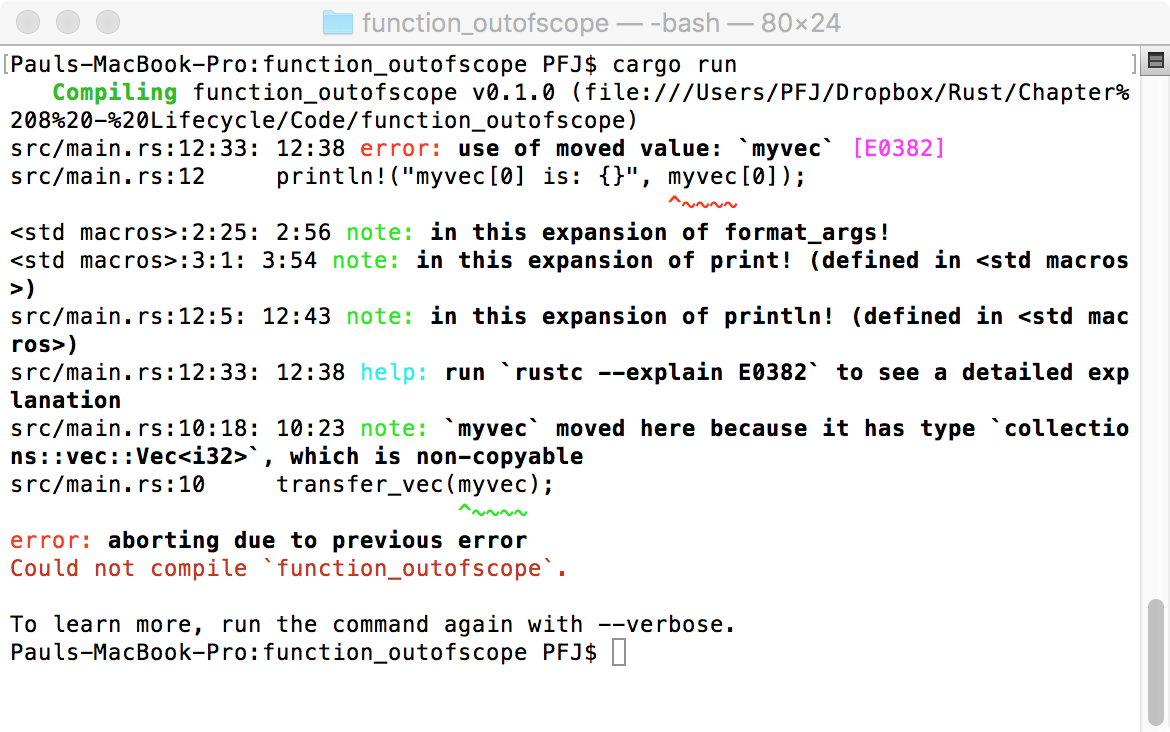 function_outofscope — -bash — 80×24
[Pauls-MacBook-Pro:function_outofscope PFJ$ cargo run ]
   Compiling function_outofscope v0.1.0 (file:///Users/PFJ/Dropbox/Rust/Chapter%
208%20-%20Lifecycle/Code/function_outofscope)
src/main.rs:12:33: 12:38 error: use of moved value: `myvec` [E0382]
src/main.rs:12     println!("myvec[0] is: {}", myvec[0]);
                                               ^~~~~
<std macros>:2:25: 2:56 note: in this expansion of format_args!
<std macros>:3:1: 3:54 note: in this expansion of print! (defined in <std macros
>)
src/main.rs:12:5: 12:43 note: in this expansion of println! (defined in <std mac
ros>)
src/main.rs:12:33: 12:38 help: run `rustc --explain E0382` to see a detailed exp
lanation
src/main.rs:10:18: 10:23 note: `myvec` moved here because it has type `collectio
ns::vec::Vec<i32>`, which is non-copyable
src/main.rs:10     transfer_vec(myvec);
                                ^~~~~
error: aborting due to previous error
Could not compile `function_outofscope`.

To learn more, run the command again with --verbose.
Pauls-MacBook-Pro:function_outofscope PFJ$